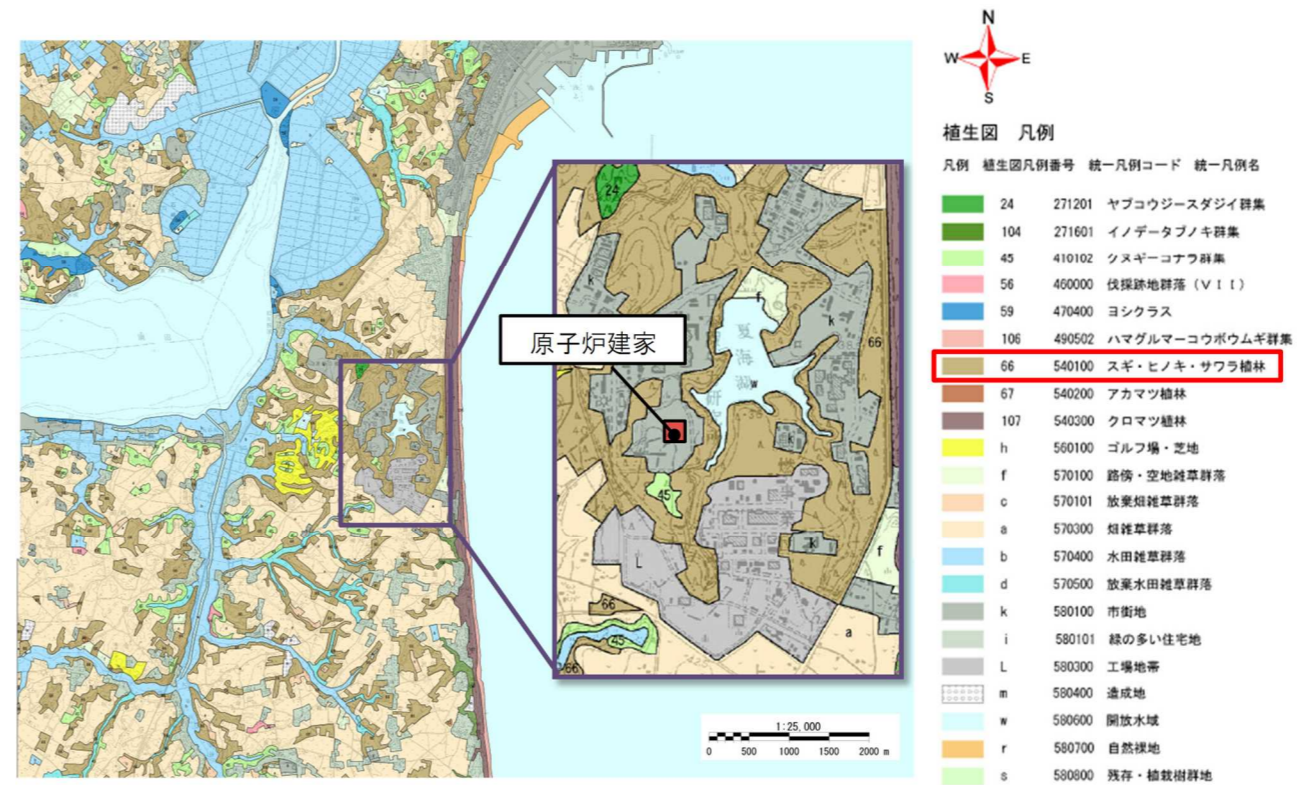 N
W E
S
植生図 凡例
凡例 植生図凡例番号 統一凡例コード 統一凡例名
24 271201 ヤブコウジースダジイ群集
104 271601 イノデータブノキ群集
45 410102 クヌギーコナラ群集
56 460000 伐採跡地群落(VII)
59 470400 ヨシクラス
106 490502 ハマグルマーコウボウムギ群集
66 540100 スギ・ヒノキ・サワラ植林
67 540200 アカマツ植林
107 540300 クロマツ植林
h 560100 ゴルフ場・芝地
f 570100 路傍・空地雑草群落
c 570101 放棄畑雑草群落
a 570300 畑雑草群落
b 570400 水田雑草群落
d 570500 放棄水田雑草群落
k 580100 市街地
i 580101 緑の多い住宅地
L 580300 工場地帯
m 580400 造成地
w 580600 開放水域
r 580700 自然裸地
s 580800 残存・植栽樹群地
24
k
f
k
夏海湖
66
w
原子炉建家
k
45
k
L
f
66
45
a
66
1:25,000
0 500 1000 1500 2000 m